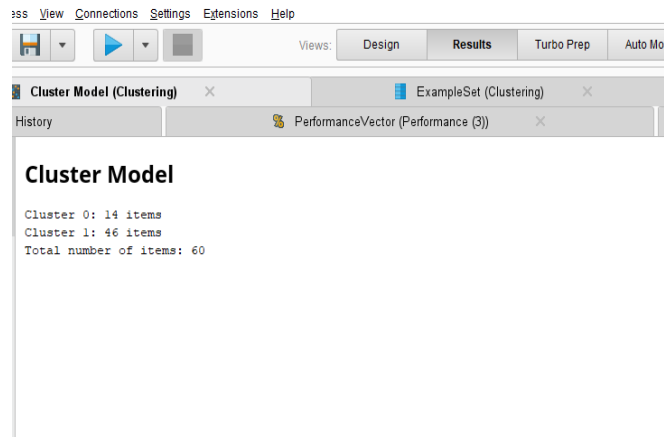 ess View Connections Settings Extensions Help
Views: Design Results Turbo Prep Auto Mo
Cluster Model (Clustering) ExampleSet (Clustering)
History PerformanceVector (Performance (3))
Cluster Model
Cluster 0: 14 items
Cluster 1: 46 items
Total number of items: 60